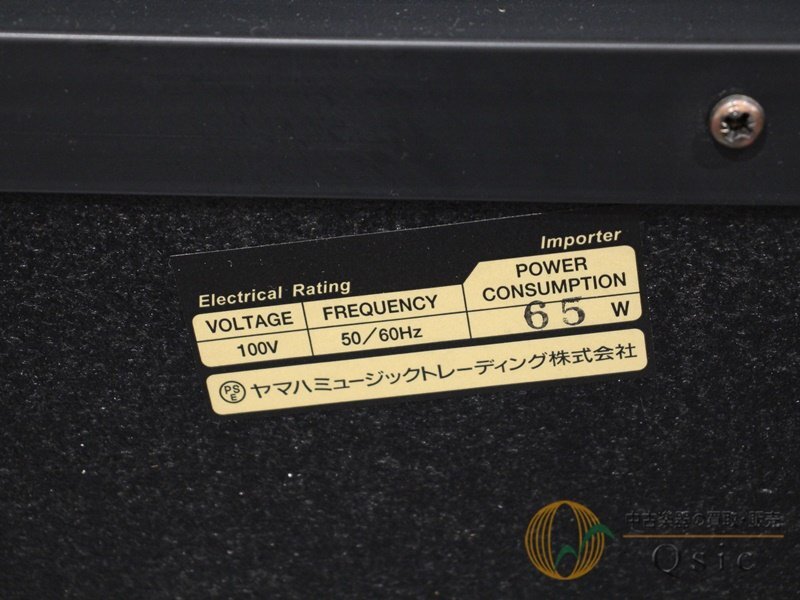 Importer
Electrical Rating
VOLTAGE FREQUENCY POWER CONSUMPTION
100V 50/60Hz 65 W
PS E ヤマハミュージックトレーディング株式会社
中古楽器の買取・販売
Qsic